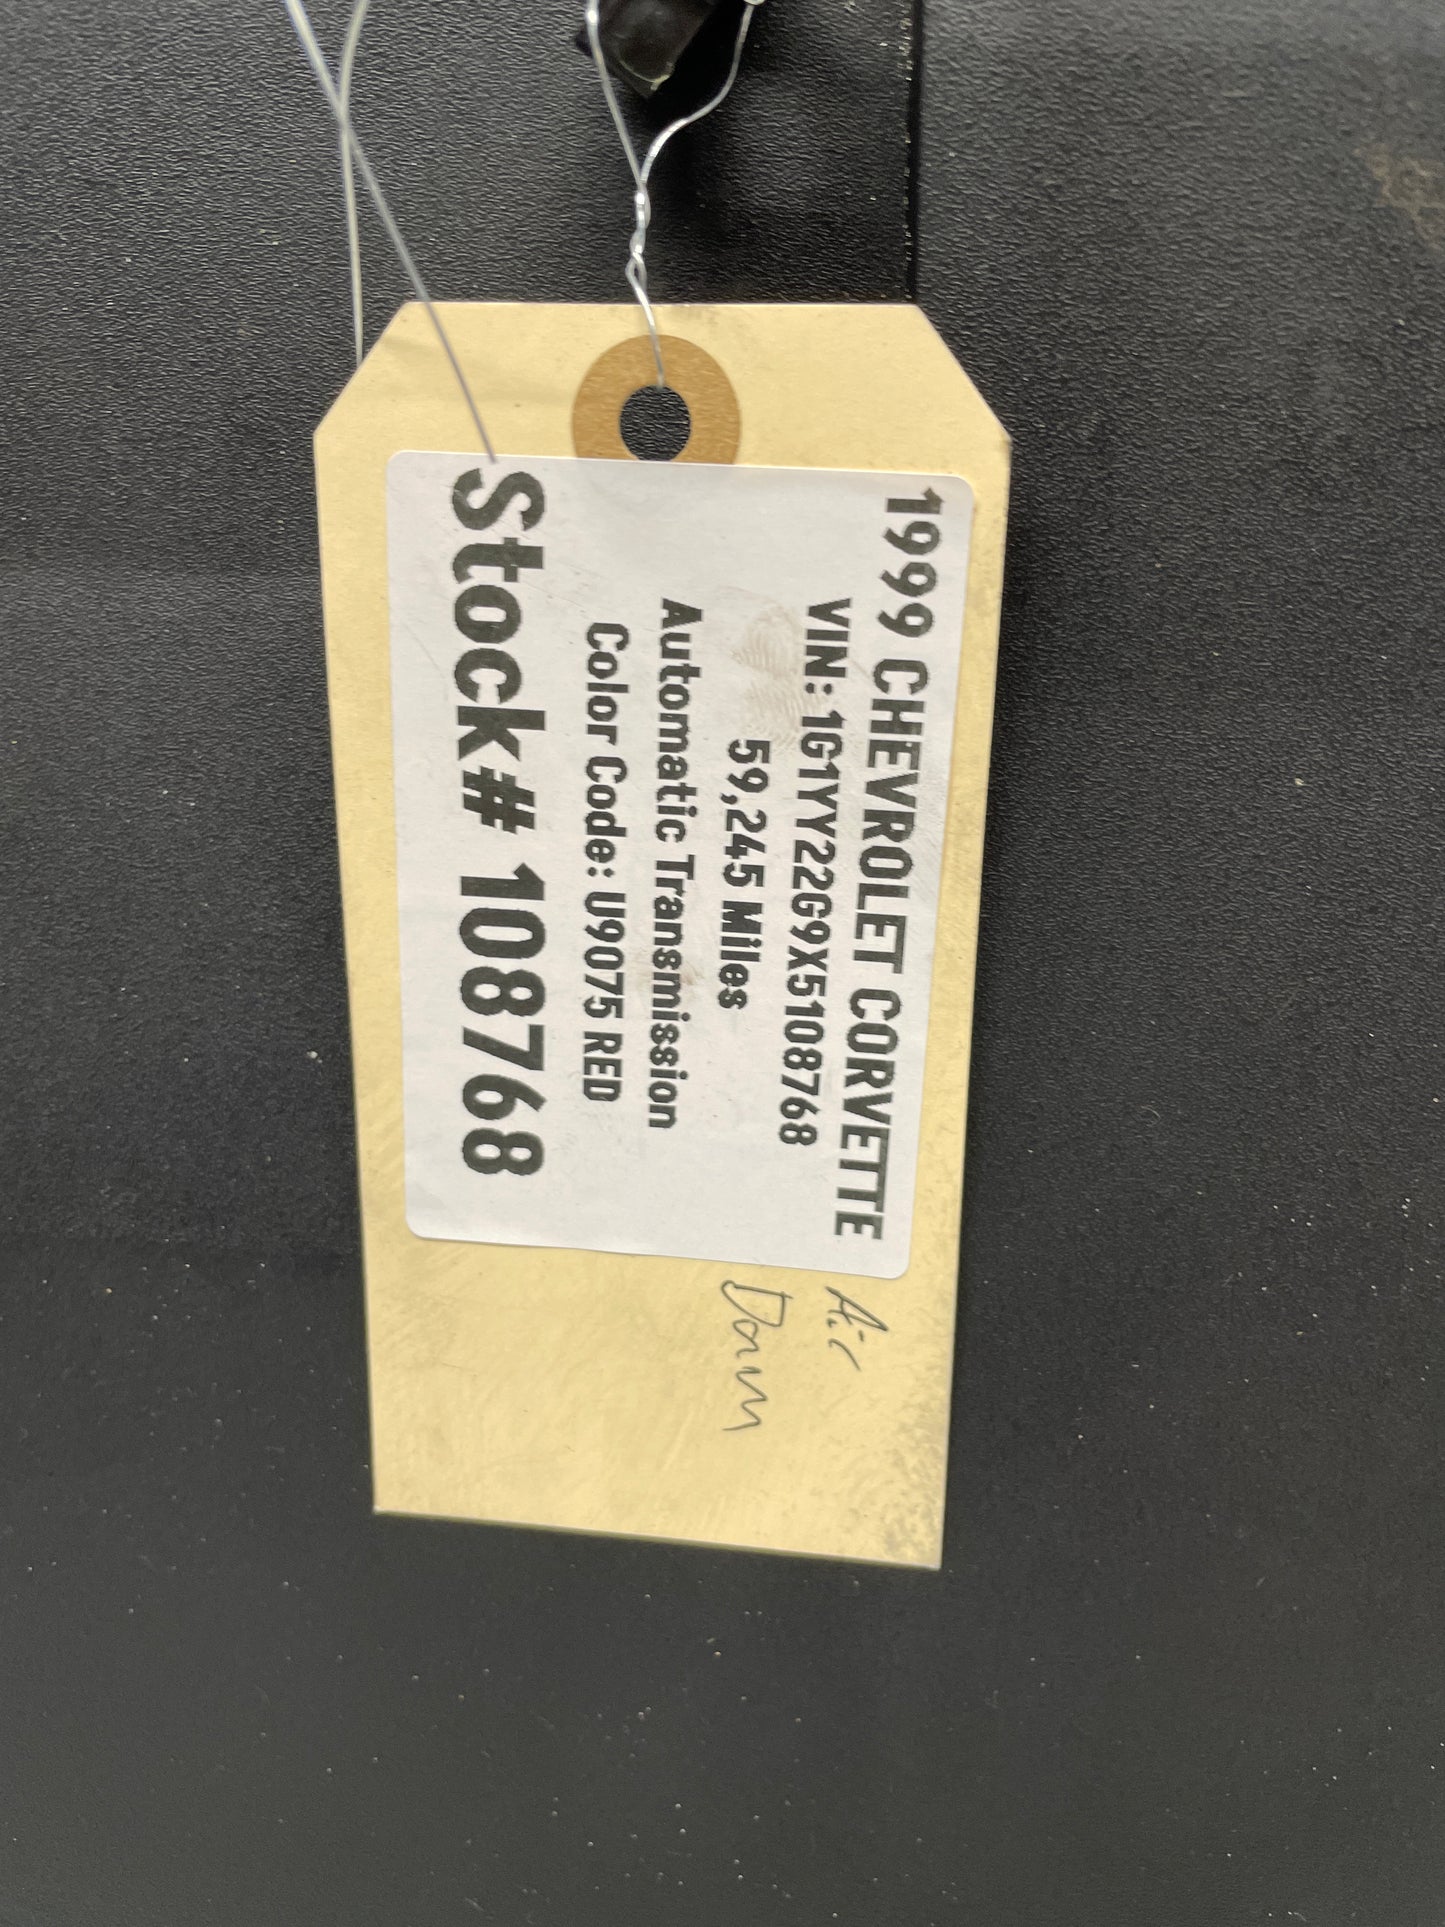 1999 CHEVROLET CORVETTE
VIN: 1G1YY22G9X5108768
59,245 Miles
Automatic Transmission
Color Code: U9075 RED
Stock# 108768
Air
Dam